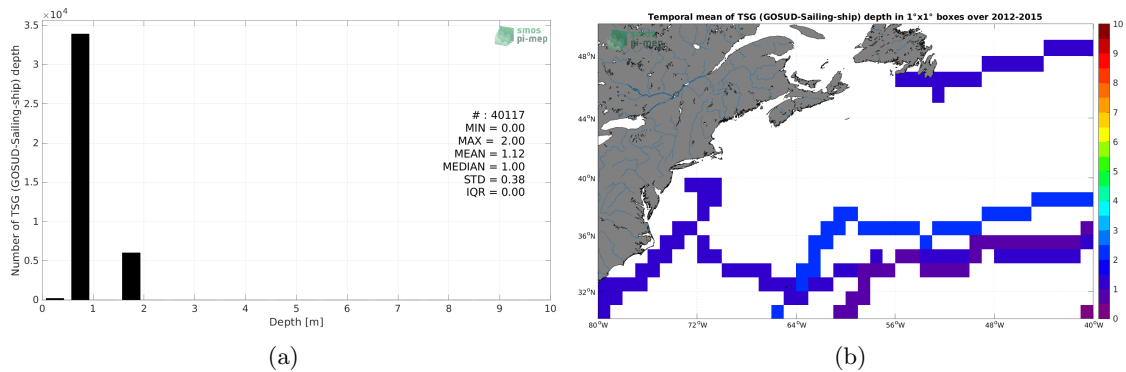 ×10⁴
3.5
3
2.5
2
1.5
1
0.5
0
0 1 2 3 4 5 6 7 8 9 10
Number of TSG (GOSUD-Sailing-ship) depth
Depth [m]
smos
pi-mep
# : 40117
MIN = 0.00
MAX = 2.00
MEAN = 1.12
MEDIAN = 1.00
STD = 0.38
IQR = 0.00
(a)
Temporal mean of TSG (GOSUD-Sailing-ship) depth in 1°x1° boxes over 2012-2015
smos
pi-mep
48°N
44°N
40°N
36°N
32°N
80°W 72°W 64°W 56°W 48°W 40°W
10
9
8
7
6
5
4
3
2
1
0
(b)